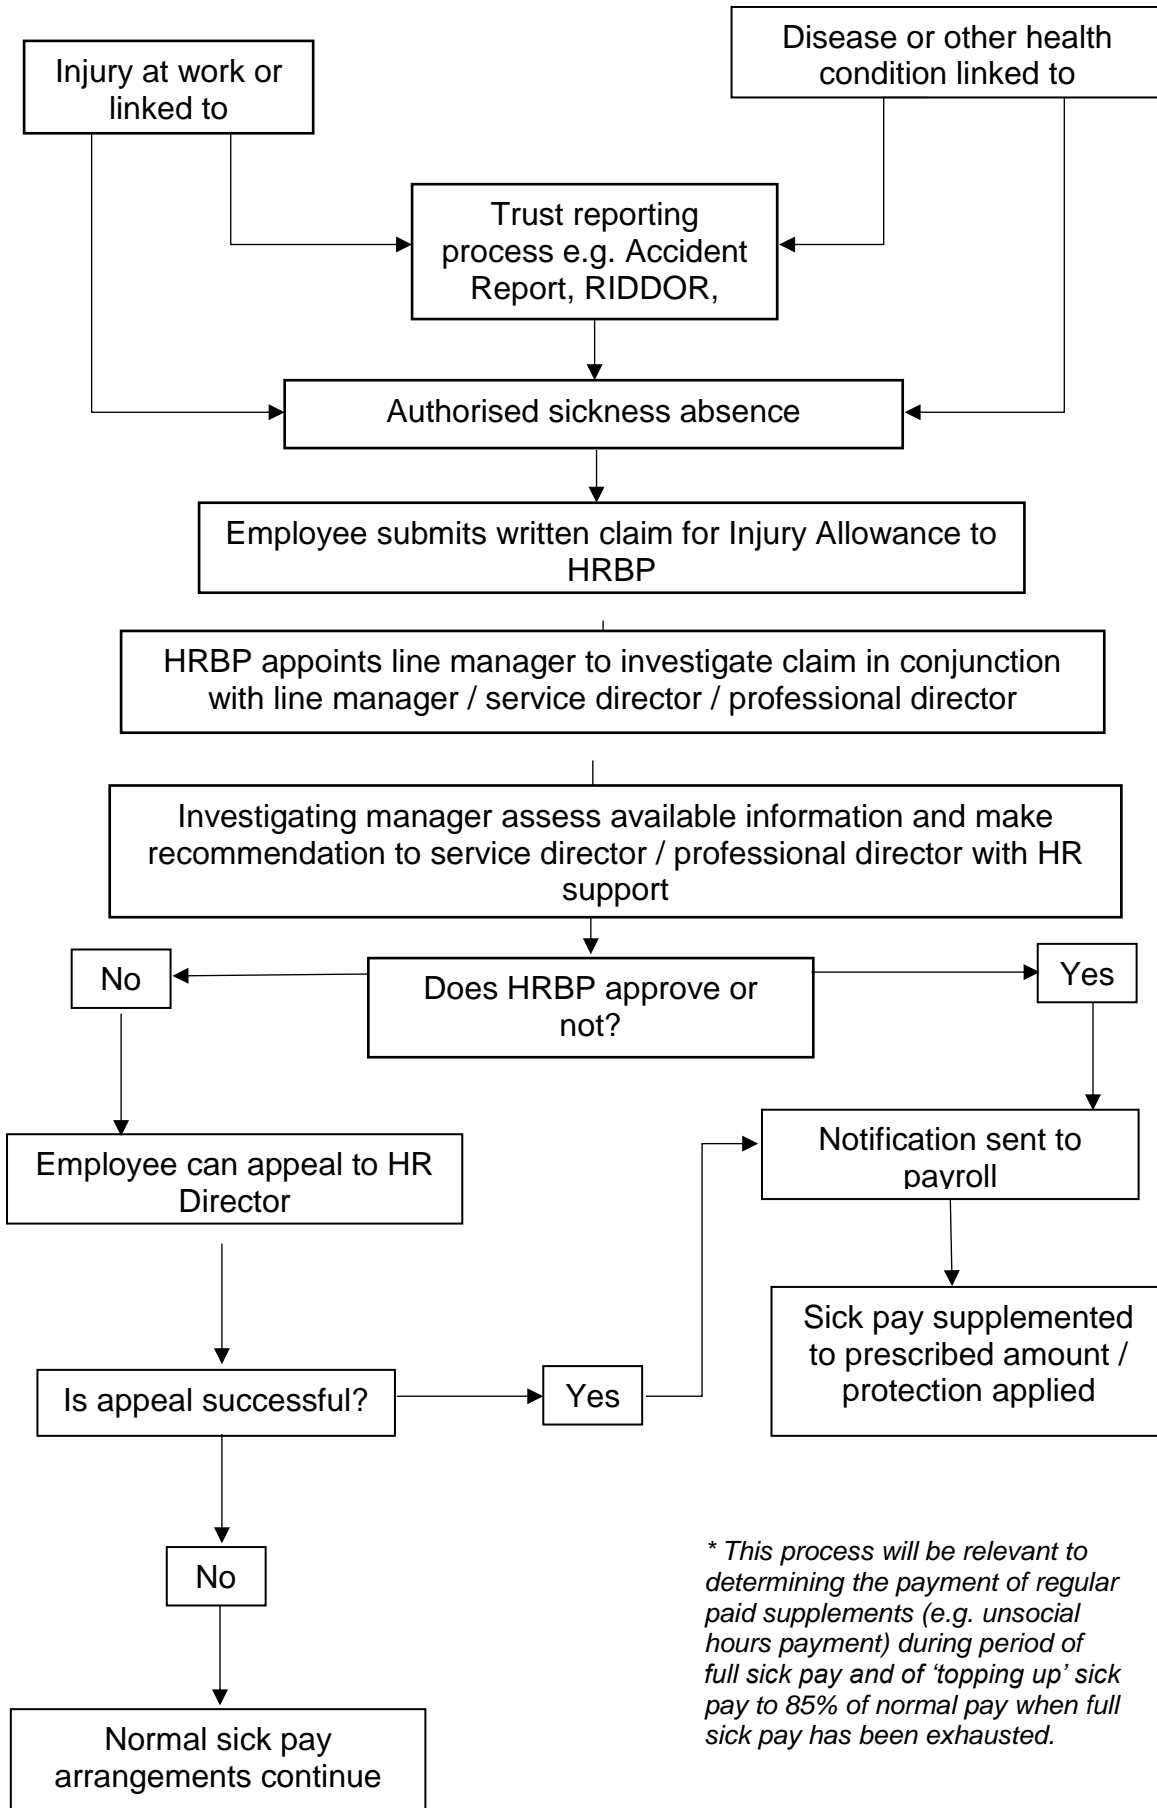 Injury at work or
linked to
Disease or other health
condition linked to
Trust reporting
process e.g. Accident
Report, RIDDOR,
Authorised sickness absence
Employee submits written claim for Injury Allowance to
HRBP
HRBP appoints line manager to investigate claim in conjunction
with line manager / service director / professional director
Investigating manager assess available information and make
recommendation to service director / professional director with HR
support
No
Does HRBP approve or
not?
Yes
Employee can appeal to HR
Director
Notification sent to
payroll
Sick pay supplemented
to prescribed amount /
protection applied
Is appeal successful?
Yes
No
Normal sick pay
arrangements continue
* This process will be relevant to
determining the payment of regular
paid supplements (e.g. unsocial
hours payment) during period of
full sick pay and of ‘topping up’ sick
pay to 85% of normal pay when full
sick pay has been exhausted.